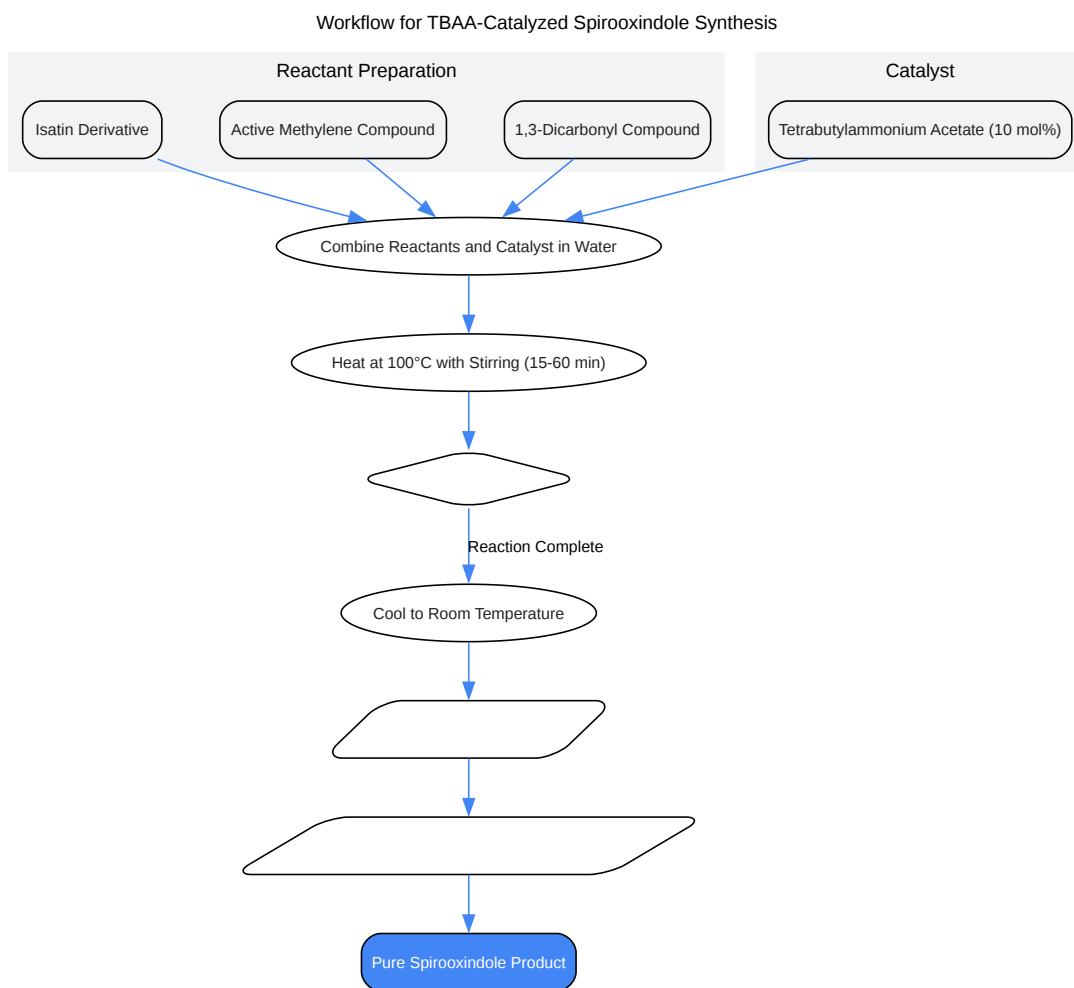 Workflow for TBAA-Catalyzed Spirooxindole Synthesis
Reactant Preparation
Catalyst
Isatin Derivative
Active Methylene Compound
1,3-Dicarbonyl Compound
Tetrabutylammonium Acetate (10 mol%)
Combine Reactants and Catalyst in Water
Heat at 100°C with Stirring (15-60 min)
Reaction Complete
Cool to Room Temperature
Pure Spirooxindole Product